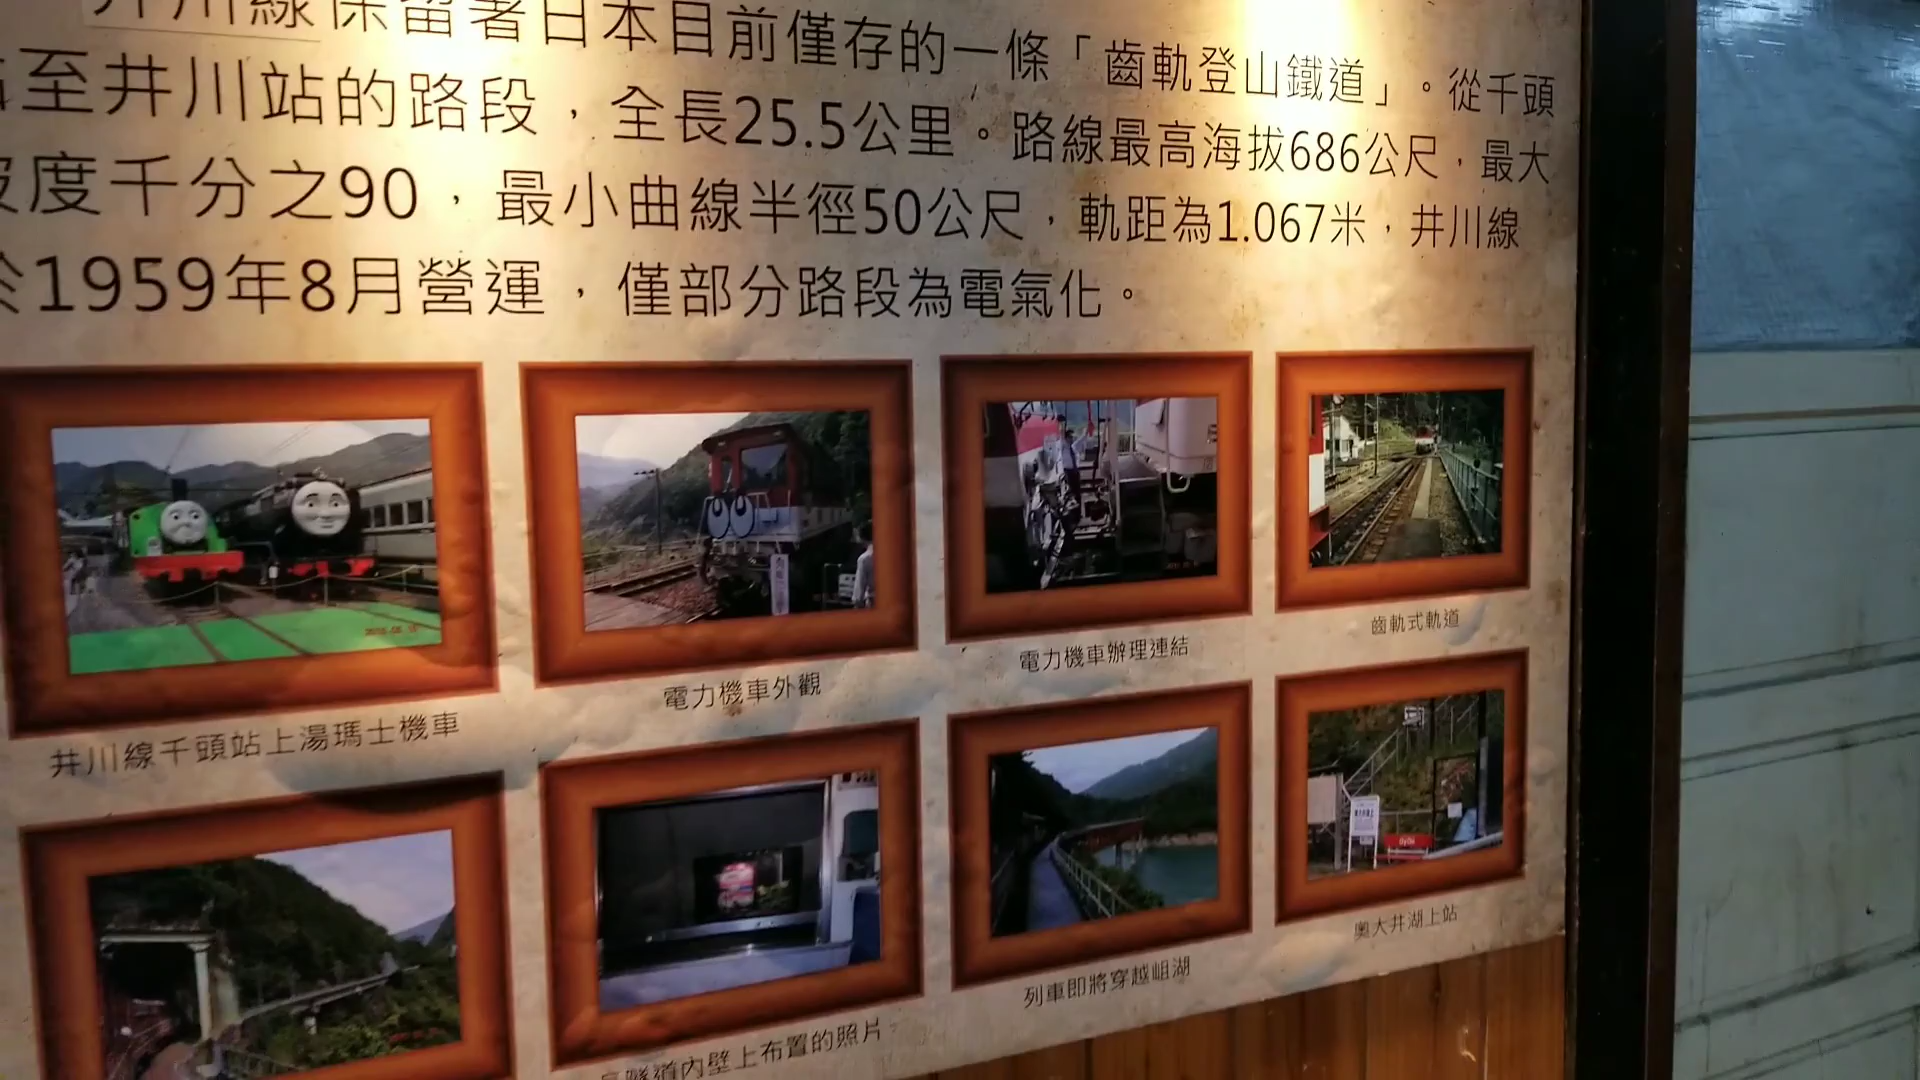 井川線保留著日本目前僅存的一條「齒軌登山鐵道」。從千頭
至井川站的路段，全長25.5公里。路線最高海拔686公尺，最大
度千分之90，最小曲線半徑50公尺，軌距為1.067米，井川線
於1959年8月營運，僅部分路段為電氣化。
井川線千頭站上湯瑪士機車
電力機車外觀
電力機車辦理連結
齒軌式軌道
隧道內壁上布置的照片
列車即將穿越岨湖
奧大井湖上站